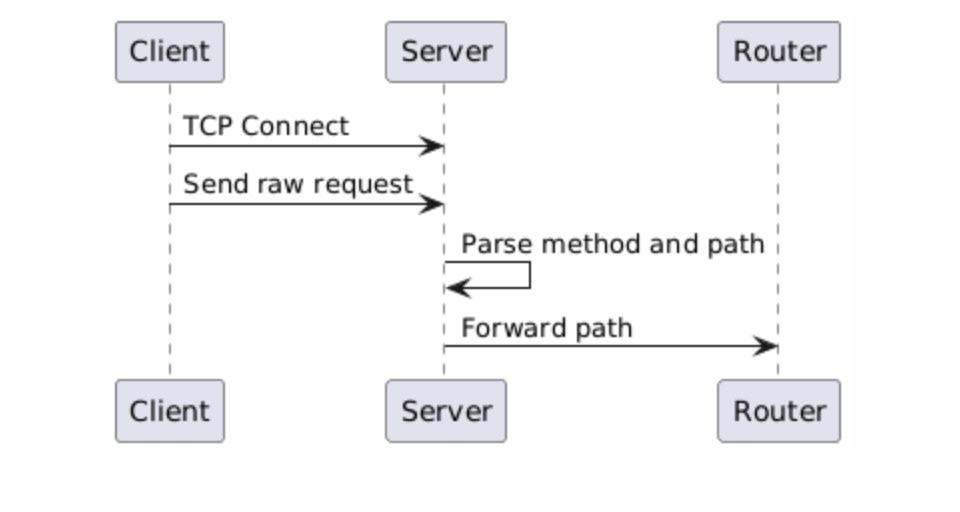 Client
Server
Router
TCP Connect
Send raw request
Parse method and path
Forward path
Client
Server
Router